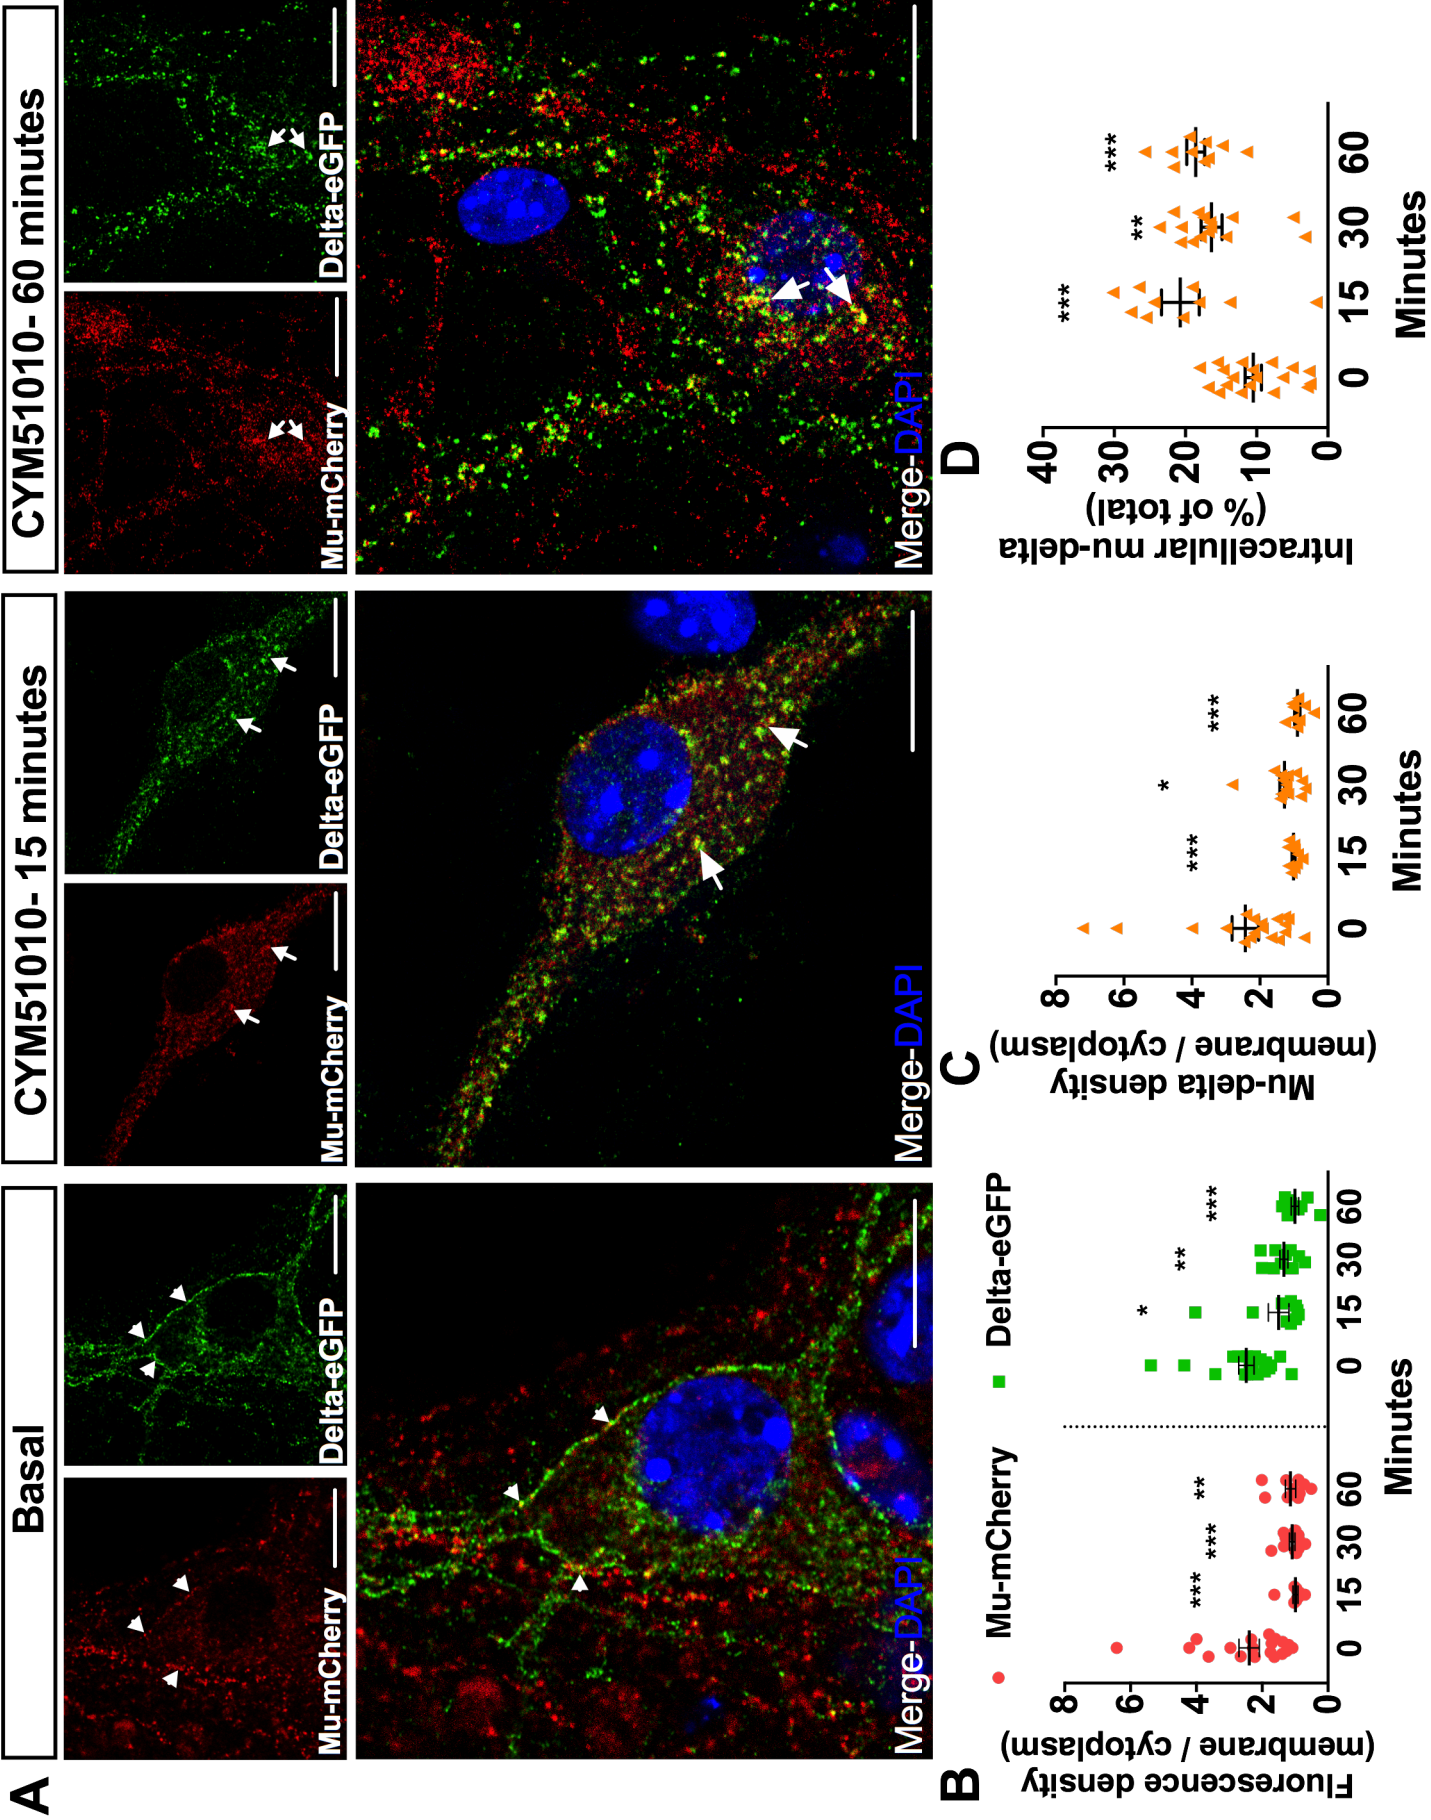 A
Basal
CYM51010- 15 minutes
CYM51010- 60 minutes
Mu-mCherry
Delta-eGFP
Mu-mCherry
Delta-eGFP
Mu-mCherry
Delta-eGFP
Merge-DAPI
Merge-DAPI
Merge-DAPI
B
Mu-mCherry
Delta-eGFP
Fluorescence density
(membrane / cytoplasm)
8
6
4
2
0
***
***
**
*
**
***
0 15 30 60 0 15 30 60
Minutes
C
Mu-delta density
(membrane / cytoplasm)
8
6
4
2
0
***
*
***
0 15 30 60
Minutes
D
Intracellular mu-delta
(% of total)
40
30
20
10
0
***
**
***
0 15 30 60
Minutes